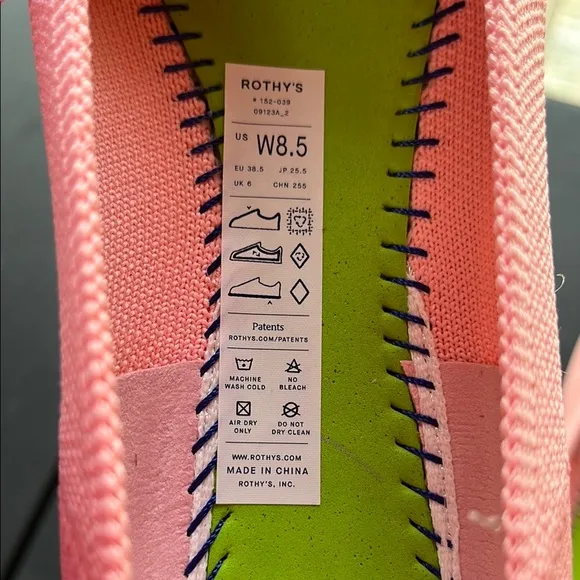 ROTHY'S
* 152-039
09123A_2
US W8.5
EU 38.5 JP 25.5
UK 6 CHN 255
Patents
ROTHYS.COM/PATENTS
MACHINE WASH COLD
NO BLEACH
AIR DRY ONLY
DO NOT DRY CLEAN
WWW.ROTHYS.COM
MADE IN CHINA
ROTHY'S, INC.